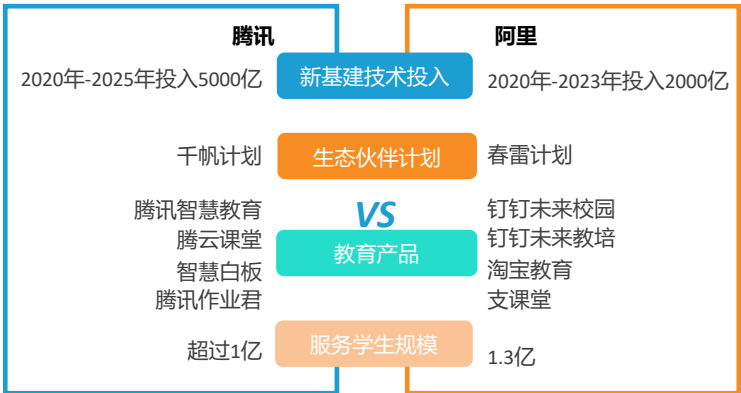 腾讯
阿里
2020年-2025年投入5000亿
新基建技术投入
2020年-2023年投入2000亿
千帆计划
生态伙伴计划
春雷计划
VS
腾讯智慧教育
腾云课堂
智慧白板
腾讯作业君
教育产品
钉钉未来校园
钉钉未来教培
淘宝教育
支课堂
超过1亿
服务学生规模
1.3亿